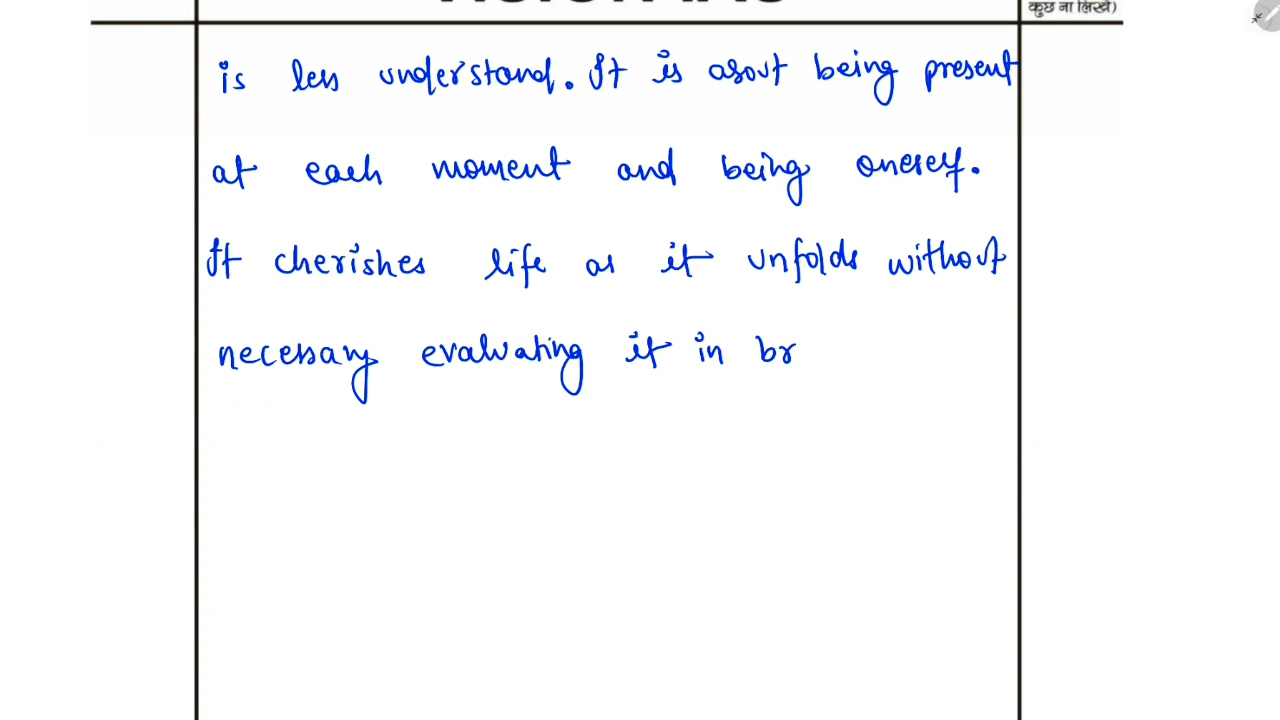 कुछ ना लिखें)
is less understand. It is about being present
at each moment and being oneself.
It cherishes life as it unfolds without
necessary evaluating it in br